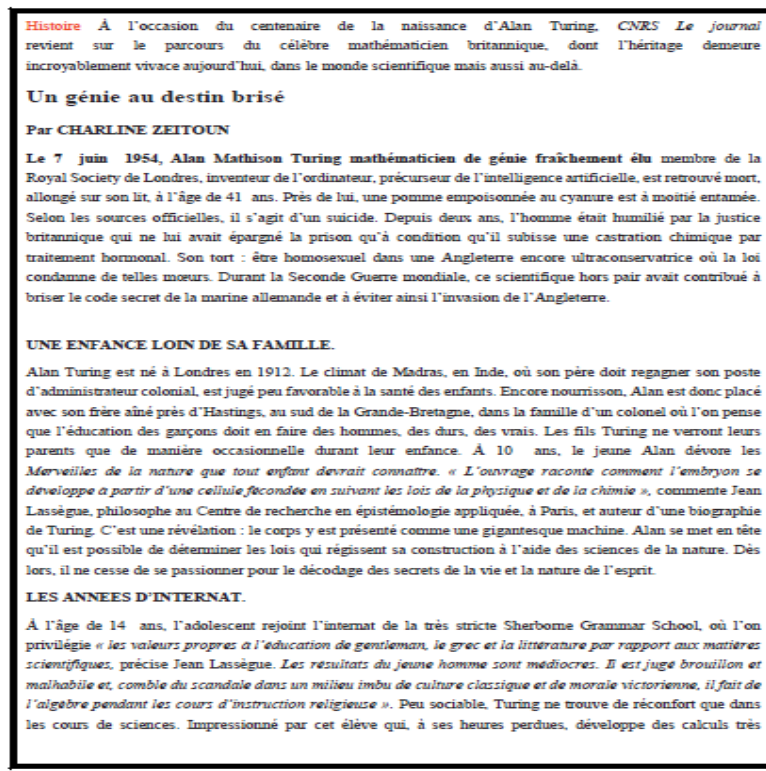 Histoire À l’occasion du centenaire de la naissance d’Alan Turing, CNRS Le journal
revient sur le parcours du célèbre mathématicien britannique, dont l’héritage demeure
incroyablement vivace aujourd’hui, dans le monde scientifique mais aussi au-delà.
Un génie au destin brisé
Par CHARLINE ZEITOUN
Le 7 juin 1954, Alan Mathison Turing mathématicien de génie fraîchement élu membre de la
Royal Society de Londres, inventeur de l’ordinateur, précurseur de l’intelligence artificielle, est retrouvé mort,
allongé sur son lit, à l’âge de 41 ans. Près de lui, une pomme empoisonnée au cyanure est à moitié entamée.
Selon les sources officielles, il s’agit d’un suicide. Depuis deux ans, l’homme était humilié par la justice
britannique qui ne lui avait épargné la prison qu’à condition qu’il subisse une castration chimique par
traitement hormonal. Son tort : être homosexuel dans une Angleterre encore ultraconservatrice où la loi
condamne de telles mœurs. Durant la Seconde Guerre mondiale, ce scientifique hors pair avait contribué à
briser le code secret de la marine allemande et à éviter ainsi l’invasion de l’Angleterre.
UNE ENFANCE LOIN DE SA FAMILLE.
Alan Turing est né à Londres en 1912. Le climat de Madras, en Inde, où son père doit regagner son poste
d’administrateur colonial, est jugé peu favorable à la santé des enfants. Encore nourrisson, Alan est donc placé
avec son frère aîné près d’Hastings, au sud de la Grande-Bretagne, dans la famille d’un colonel où l’on pense
que l’éducation des garçons doit en faire des hommes, des durs, des vrais. Les fils Turing ne verront leurs
parents que de manière occasionnelle durant leur enfance. À 10 ans, le jeune Alan dévore les
Merveilles de la nature que tout enfant devrait connaître. « L’ouvrage raconte comment l’embryon se
développe à partir d’une cellule fécondée en suivant les lois de la physique et de la chimie », commente Jean
Lassègue, philosophe au Centre de recherche en épistémologie appliquée, à Paris, et auteur d’une biographie
de Turing. C’est une révélation : le corps y est présenté comme une gigantesque machine. Alan se met en tête
qu’il est possible de déterminer les lois qui régissent sa construction à l’aide des sciences de la nature. Dès
lors, il ne cesse de se passionner pour le décodage des secrets de la vie et la nature de l’esprit.
LES ANNEES D’INTERNAT.
À l’âge de 14 ans, l’adolescent rejoint l’internat de la très stricte Sherborne Grammar School, où l’on
privilégie « les valeurs propres à l’éducation de gentleman, le grec et la littérature par rapport aux matières
scientifiques, précise Jean Lassègue. Les résultats du jeune homme sont médiocres. Il est jugé brouillon et
malhabile et, comble du scandale dans un milieu imbu de culture classique et de morale victorienne, il fait de
l’algèbre pendant les cours d’instruction religieuse ». Peu sociable, Turing ne trouve de réconfort que dans
les cours de sciences. Impressionné par cet élève qui, à ses heures perdues, développe des calculs très